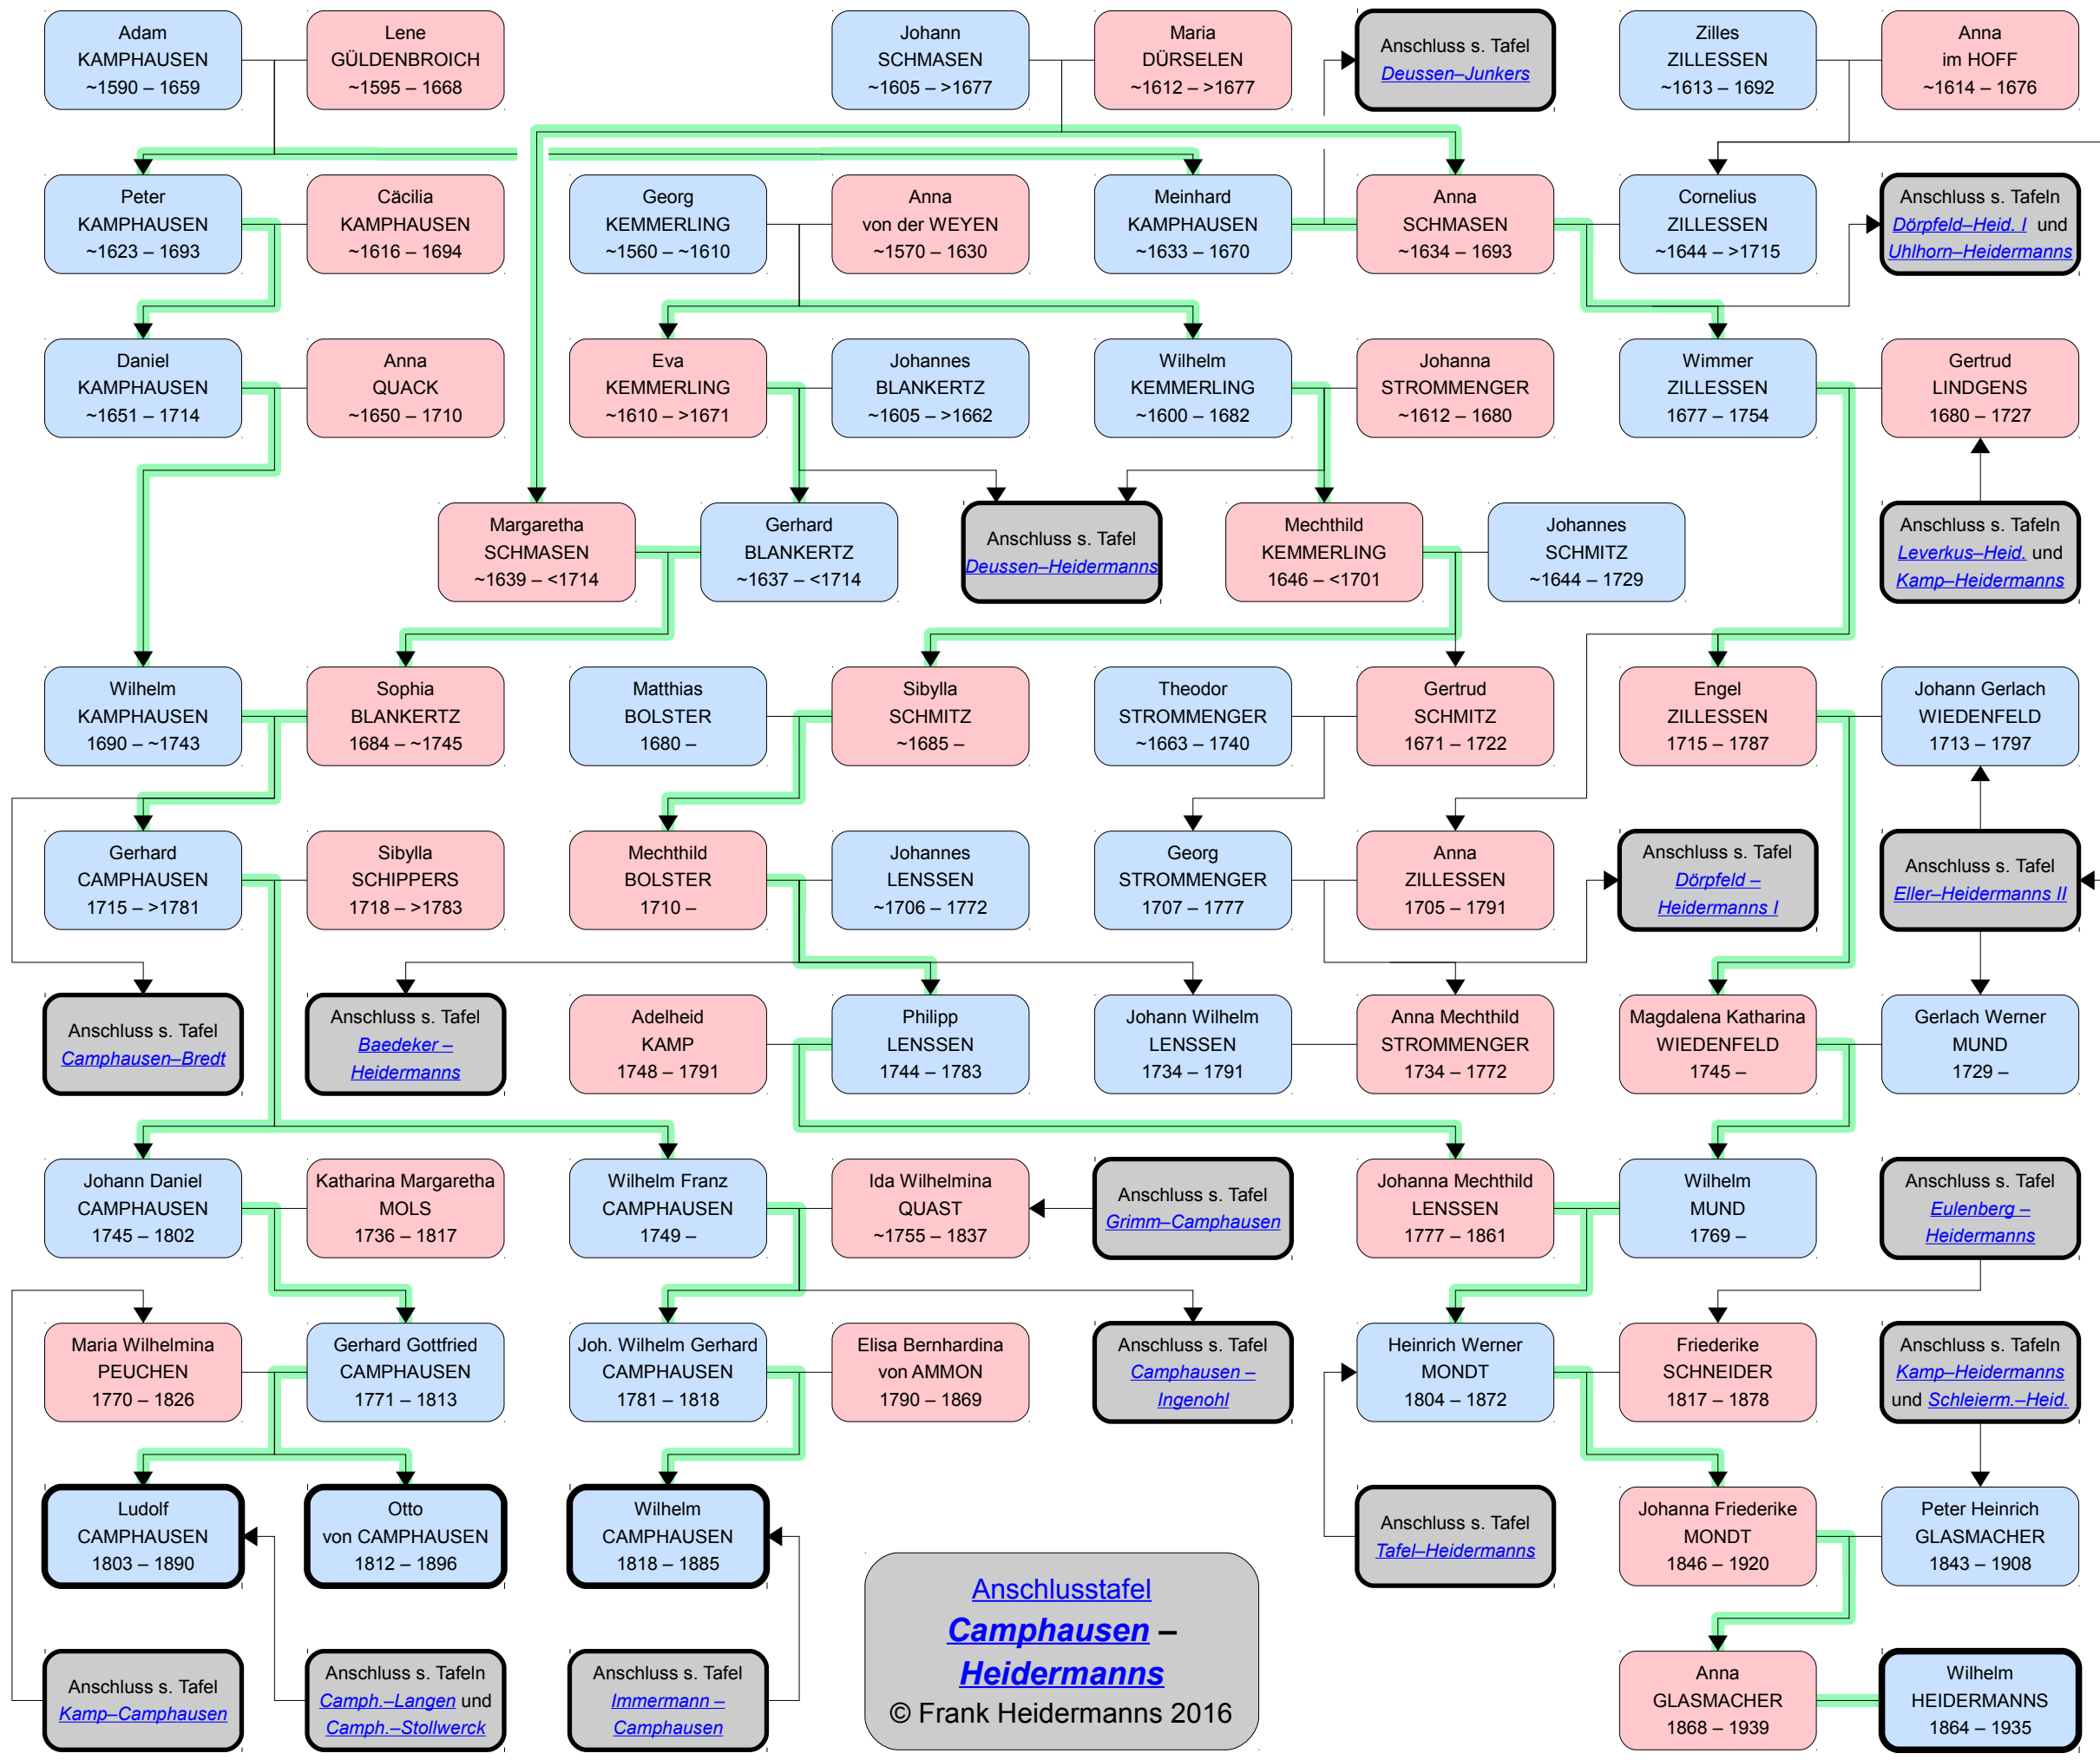 Adam
KAMPHAUSEN
~1590 – 1659
Lene
GÜLDENBROICH
~1595 – 1668
Johann
SCHMASEN
~1605 – >1677
Maria
DÜRSELEN
~1612 – >1677
Anschluss s. Tafel
Deussen–Junkers
Zilles
ZILLESSEN
~1613 – 1692
Anna
im HOFF
~1614 – 1676
Peter
KAMPHAUSEN
~1623 – 1693
Cäcilia
KAMPHAUSEN
~1616 – 1694
Georg
KEMMERLING
~1560 – ~1610
Anna
von der WEYEN
~1570 – 1630
Meinhard
KAMPHAUSEN
~1633 – 1670
Anna
SCHMASEN
~1634 – 1693
Cornelius
ZILLESSEN
~1644 – >1715
Anschluss s. Tafeln
Dörpfeld–Heid. I und
Uhlhorn–Heidermanns
Daniel
KAMPHAUSEN
~1651 – 1714
Anna
QUACK
~1650 – 1710
Eva
KEMMERLING
~1610 – >1671
Johannes
BLANKERTZ
~1605 – >1662
Wilhelm
KEMMERLING
~1600 – 1682
Johanna
STROMMENGER
~1612 – 1680
Wimmer
ZILLESSEN
1677 – 1754
Gertrud
LINDGENS
1680 – 1727
Margaretha
SCHMASEN
~1639 – <1714
Gerhard
BLANKERTZ
~1637 – <1714
Anschluss s. Tafel
Deussen–Heidermanns
Mechthild
KEMMERLING
1646 – <1701
Johannes
SCHMITZ
~1644 – 1729
Anschluss s. Tafeln
Leverkus–Heid. und
Kamp–Heidermanns
Wilhelm
KAMPHAUSEN
1690 – ~1743
Sophia
BLANKERTZ
1684 – ~1745
Matthias
BOLSTER
1680 –
Sibylla
SCHMITZ
~1685 –
Theodor
STROMMENGER
~1663 – 1740
Gertrud
SCHMITZ
1671 – 1722
Engel
ZILLESSEN
1715 – 1787
Johann Gerlach
WIEDENFELD
1713 – 1797
Gerhard
CAMPHAUSEN
1715 – >1781
Sibylla
SCHIPPERS
1718 – >1783
Mechthild
BOLSTER
1710 –
Johannes
LENSSEN
~1706 – 1772
Georg
STROMMENGER
1707 – 1777
Anna
ZILLESSEN
1705 – 1791
Anschluss s. Tafel
Dörpfeld –
Heidermanns I
Anschluss s. Tafel
Eller–Heidermanns II
Anschluss s. Tafel
Camphausen–Bredt
Anschluss s. Tafel
Baedeker –
Heidermanns
Adelheid
KAMP
1748 – 1791
Philipp
LENSSEN
1744 – 1783
Johann Wilhelm
LENSSEN
1734 – 1791
Anna Mechthild
STROMMENGER
1734 – 1772
Magdalena Katharina
WIEDENFELD
1745 –
Gerlach Werner
MUND
1729 –
Johann Daniel
CAMPHAUSEN
1745 – 1802
Katharina Margaretha
MOLS
1736 – 1817
Wilhelm Franz
CAMPHAUSEN
1749 –
Ida Wilhelmina
QUAST
~1755 – 1837
Anschluss s. Tafel
Grimm–Camphausen
Johanna Mechthild
LENSSEN
1777 – 1861
Wilhelm
MUND
1769 –
Anschluss s. Tafel
Eulenberg –
Heidermanns
Maria Wilhelmina
PEUCHEN
1770 – 1826
Gerhard Gottfried
CAMPHAUSEN
1771 – 1813
Joh. Wilhelm Gerhard
CAMPHAUSEN
1781 – 1818
Elisa Bernhardina
von AMMON
1790 – 1869
Anschluss s. Tafel
Camphausen –
Ingenohl
Heinrich Werner
MONDT
1804 – 1872
Friederike
SCHNEIDER
1817 – 1878
Anschluss s. Tafeln
Kamp–Heidermanns
und Schleierm.–Heid.
Ludolf
CAMPHAUSEN
1803 – 1890
Otto
von CAMPHAUSEN
1812 – 1896
Wilhelm
CAMPHAUSEN
1818 – 1885
Anschluss s. Tafel
Tafel–Heidermanns
Johanna Friederike
MONDT
1846 – 1920
Peter Heinrich
GLASMACHER
1843 – 1908
Anschluss s. Tafel
Kamp–Camphausen
Anschluss s. Tafeln
Camph.–Langen und
Camph.–Stollwerck
Anschluss s. Tafel
Immermann –
Camphausen
Anschlusstafel
Camphausen –
Heidermanns
© Frank Heidermanns 2016
Anna
GLASMACHER
1868 – 1939
Wilhelm
HEIDERMANNS
1864 – 1935